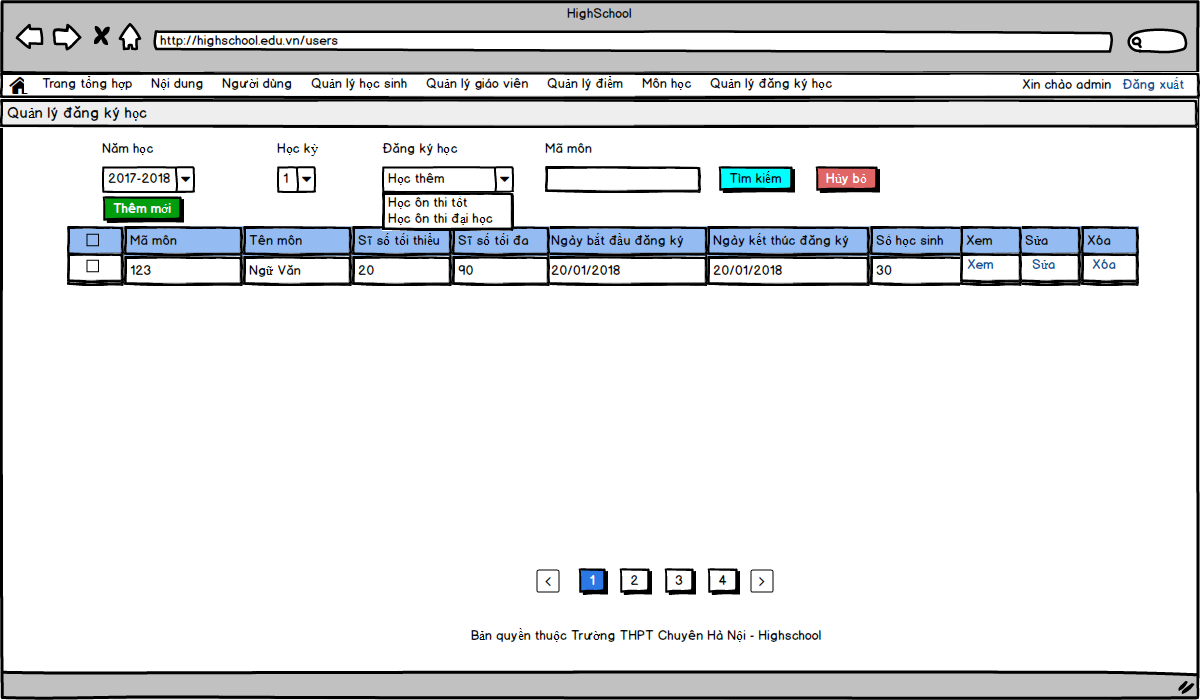 HighSchool
http://highschool.edu.vn/users
Trang tổng hợp Nội dung Người dùng Quản lý học sinh Quản lý giáo viên Quản lý điểm Môn học Quản lý đăng ký học Xin chào admin Đăng xuất
Quản lý đăng ký học
Năm học Học kỳ Đăng ký học Mã môn
2017-2018 1 Học thêm Tìm kiếm Hủy bỏ
Học ôn thi tốt
Thêm mới
Học ôn thi đại học
Mã môn Tên môn Sĩ số tối thiểu Sĩ số tối đa Ngày bắt đầu đăng ký Ngày kết thúc đăng ký Số học sinh Xem Sửa Xóa
123 Ngữ Văn 20 90 20/01/2018 20/01/2018 30 Xem Sửa Xóa
< 1 2 3 4 >
Bản quyền thuộc Trường THPT Chuyên Hà Nội - Highschool